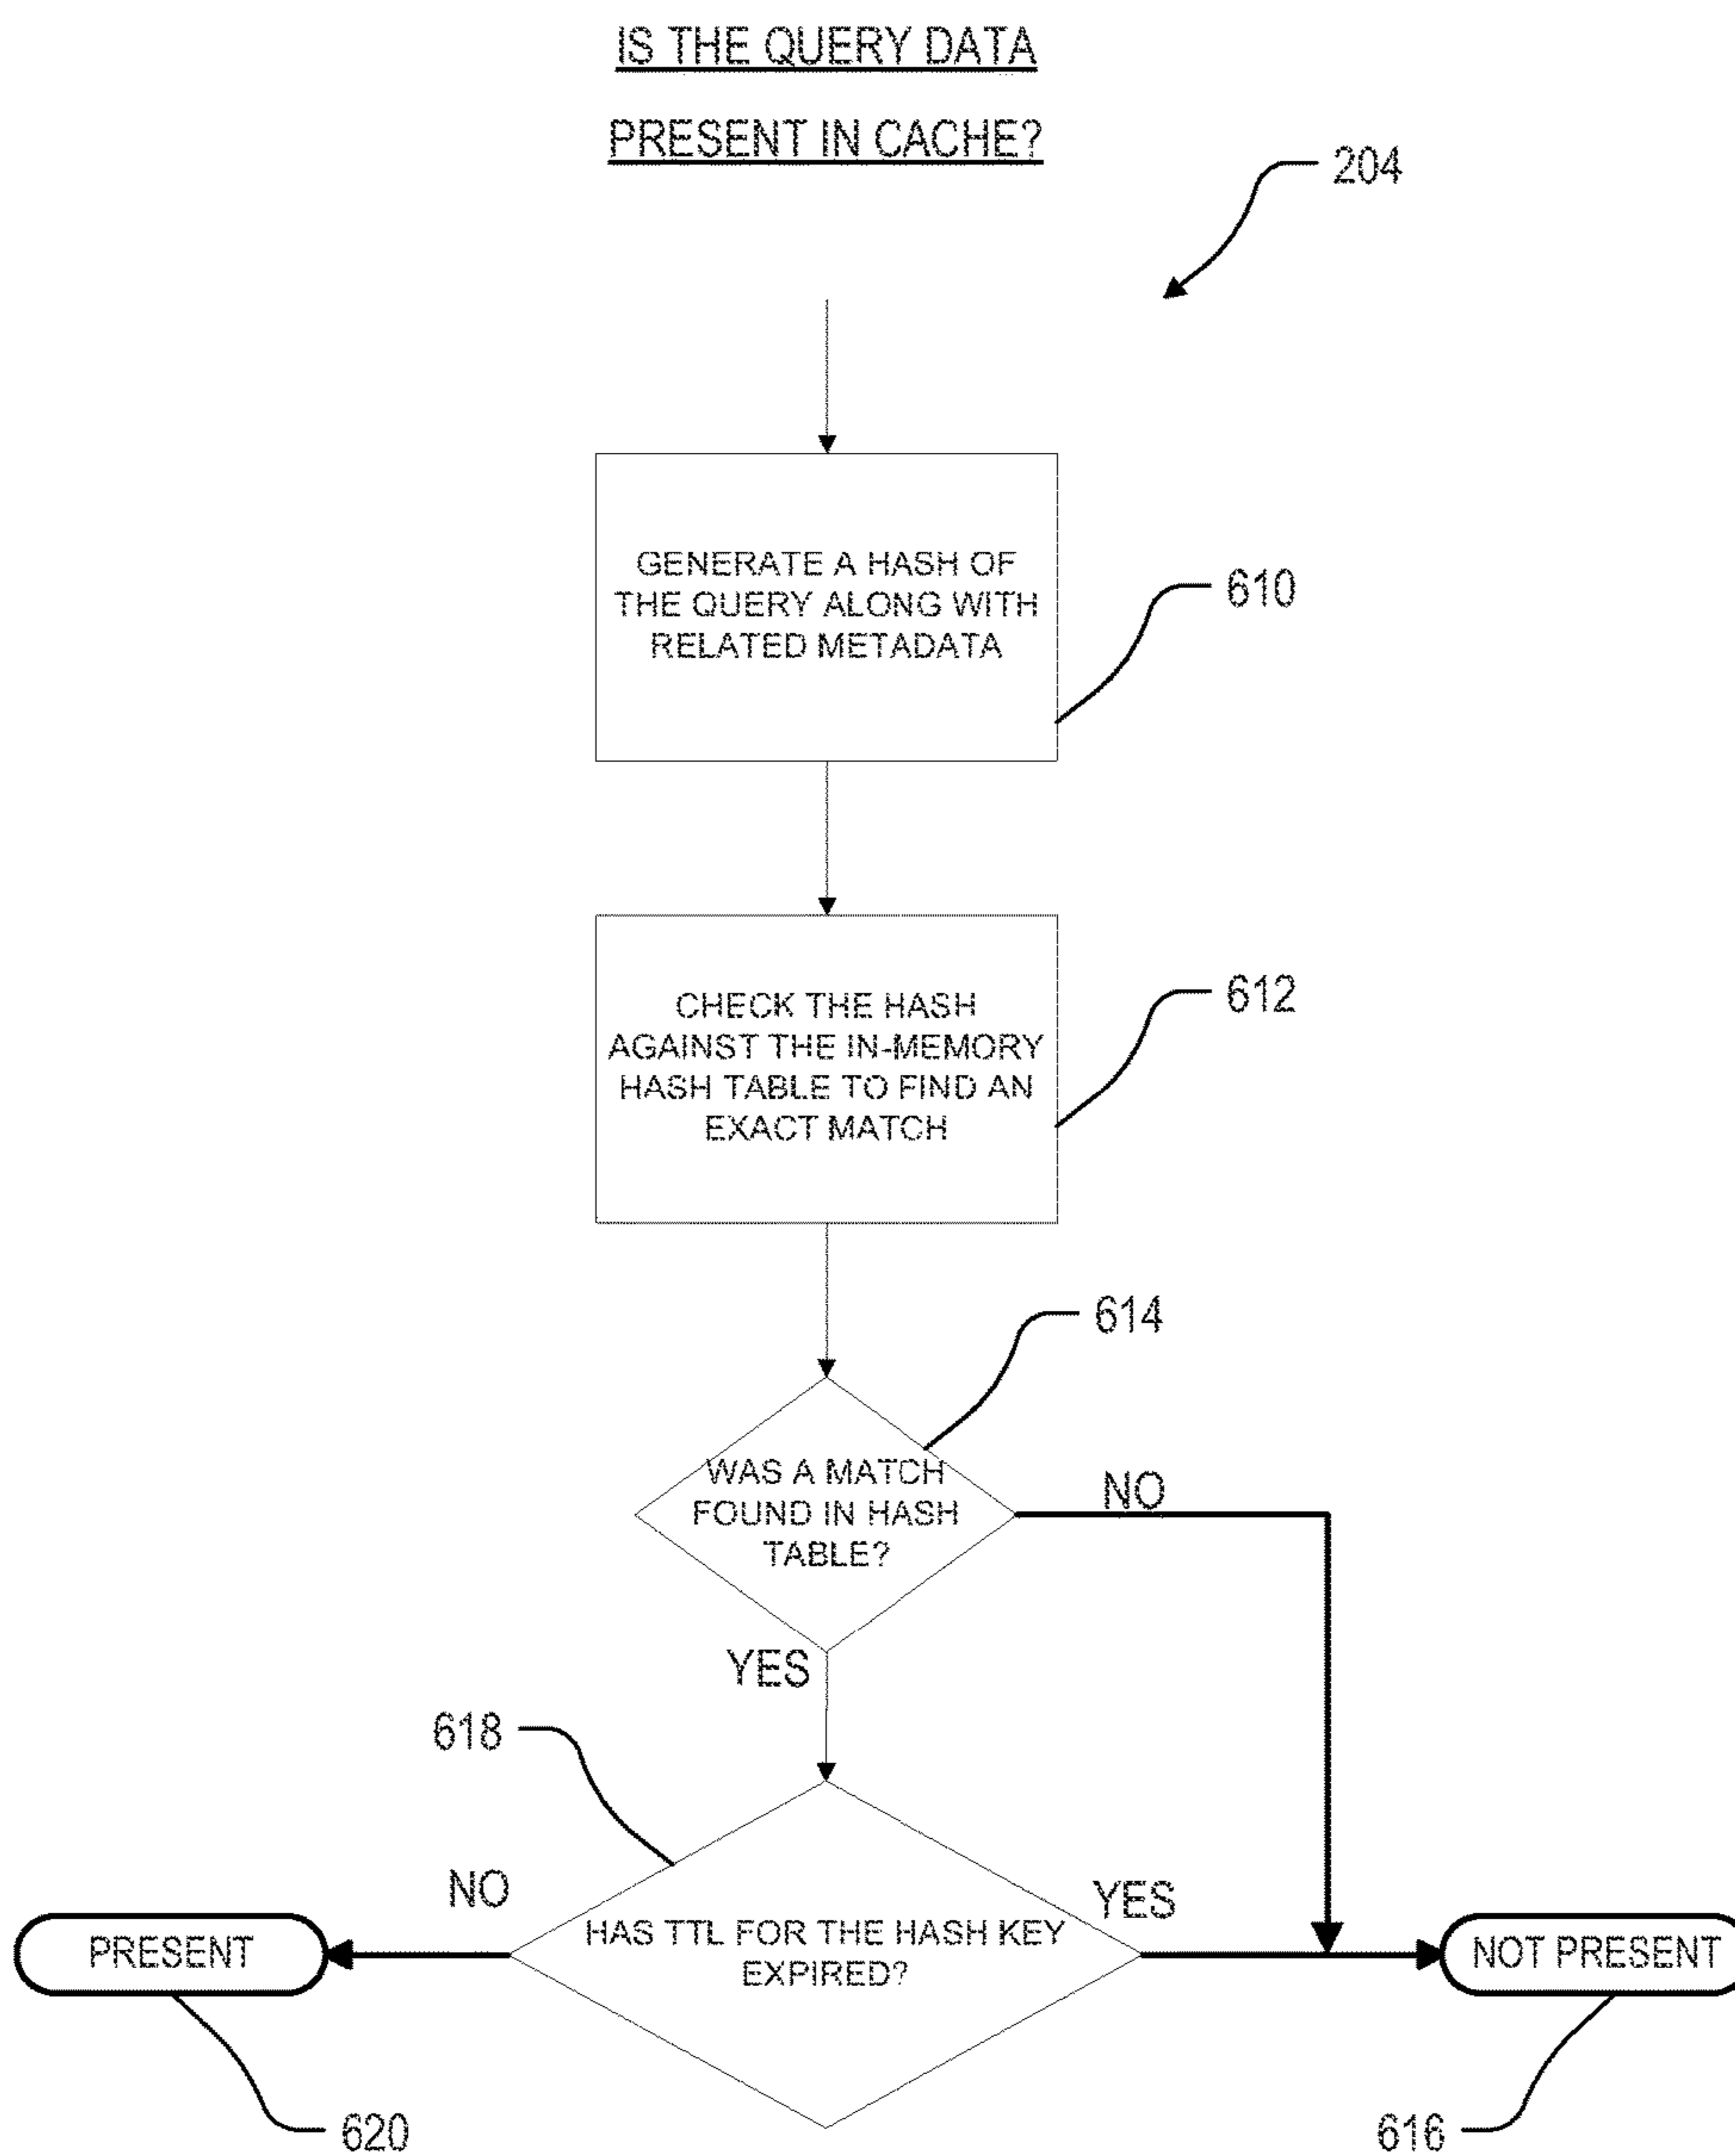 IS THE QUERY DATA
PRESENT IN CACHE?
204
GENERATE A HASH OF
THE QUERY ALONG WITH
RELATED METADATA
610
CHECK THE HASH
AGAINST THE IN-MEMORY
HASH TABLE TO FIND AN
EXACT MATCH
612
614
WAS A MATCH
FOUND IN HASH
TABLE?
NO
YES
618
NO
YES
HAS TTL FOR THE HASH KEY
EXPIRED?
PRESENT
NOT PRESENT
620
616